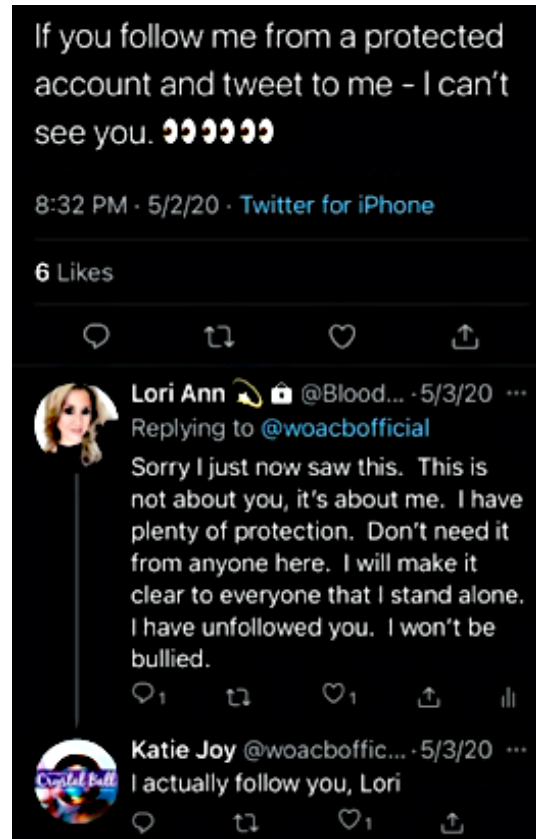 If you follow me from a protected
account and tweet to me - I can't
see you. 👀👀👀
8:32 PM · 5/2/20 · Twitter for iPhone
6 Likes
Lori Ann 💫 🔒 @Blood... · 5/3/20 ···
Replying to @woacbofficial
Sorry I just now saw this. This is
not about you, it's about me. I have
plenty of protection. Don't need it
from anyone here. I will make it
clear to everyone that I stand alone.
I have unfollowed you. I won't be
bullied.
1 1
Crystal Ball
Katie Joy @woacboffic... · 5/3/20 ···
I actually follow you, Lori
1